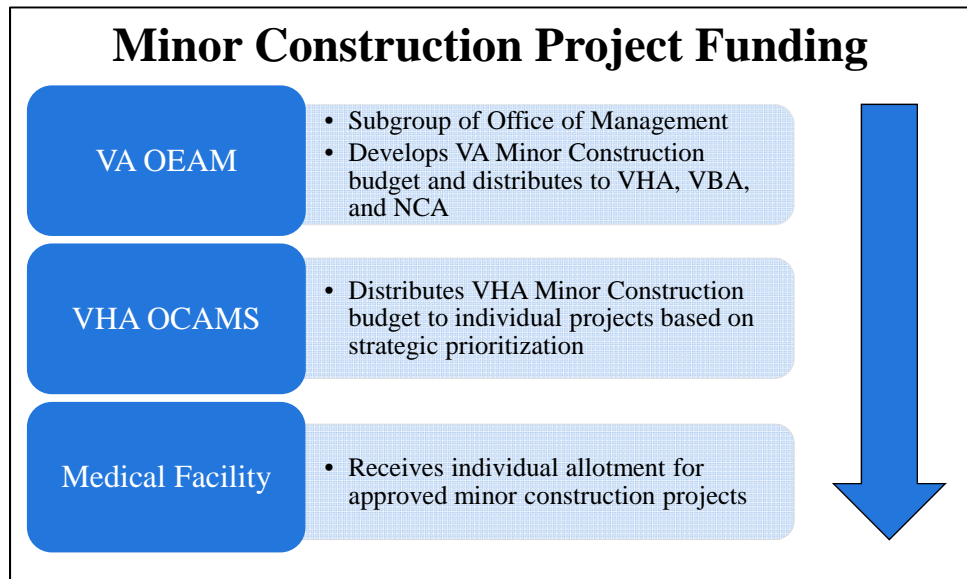 Minor Construction Project Funding
VA OEAM
• Subgroup of Office of Management
• Develops VA Minor Construction
budget and distributes to VHA, VBA,
and NCA
VHA OCAMS
• Distributes VHA Minor Construction
budget to individual projects based on
strategic prioritization
Medical Facility
• Receives individual allotment for
approved minor construction projects